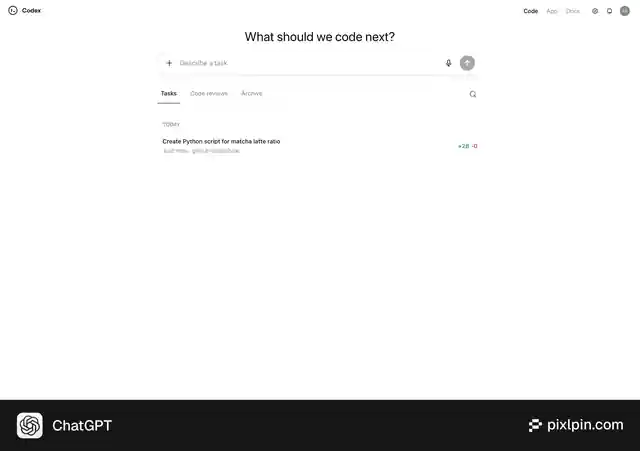 Codex
Code App Docs
What should we code next?
Describe a task
Tasks Code reviews Archive
TODAY
Create Python script for matcha latte ratio
+28 -0
ChatGPT
pixlpin.com